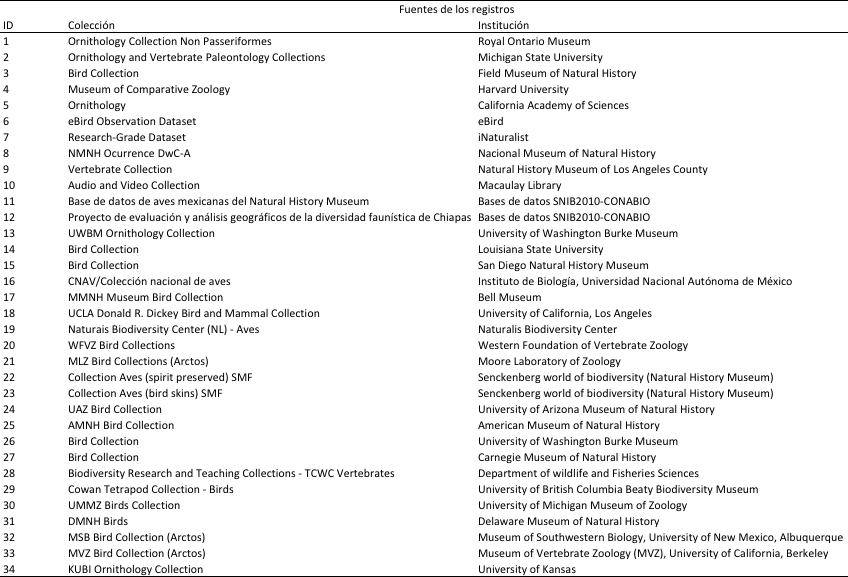 Fuentes de los registros
ID Colección Institución
1 Ornithology Collection Non Passeriformes Royal Ontario Museum
2 Ornithology and Vertebrate Paleontology Collections Michigan State University
3 Bird Collection Field Museum of Natural History
4 Museum of Comparative Zoology Harvard University
5 Ornithology California Academy of Sciences
6 eBird Observation Dataset eBird
7 Research-Grade Dataset iNaturalist
8 NMNH Ocurrence DwC-A Nacional Museum of Natural History
9 Vertebrate Collection Natural History Museum of Los Angeles County
10 Audio and Video Collection Macaulay Library
11 Base de datos de aves mexicanas del Natural History Museum Bases de datos SNIB2010-CONABIO
12 Proyecto de evaluación y análisis geográficos de la diversidad faunística de Chiapas Bases de datos SNIB2010-CONABIO
13 UWBM Ornithology Collection University of Washington Burke Museum
14 Bird Collection Louisiana State University
15 Bird Collection San Diego Natural History Museum
16 CNAV/Colección nacional de aves Instituto de Biología, Universidad Nacional Autónoma de México
17 MMNH Museum Bird Collection Bell Museum
18 UCLA Donald R. Dickey Bird and Mammal Collection University of California, Los Angeles
19 Naturais Biodiversity Center (NL) - Aves Naturalis Biodiversity Center
20 WFVZ Bird Collections Western Foundation of Vertebrate Zoology
21 MLZ Bird Collections (Arctos) Moore Laboratory of Zoology
22 Collection Aves (spirit preserved) SMF Senckenberg world of biodiversity (Natural History Museum)
23 Collection Aves (bird skins) SMF Senckenberg world of biodiversity (Natural History Museum)
24 UAZ Bird Collection University of Arizona Museum of Natural History
25 AMNH Bird Collection American Museum of Natural History
26 Bird Collection University of Washington Burke Museum
27 Bird Collection Carnegie Museum of Natural History
28 Biodiversity Research and Teaching Collections - TCWC Vertebrates Department of wildlife and Fisheries Sciences
29 Cowan Tetrapod Collection - Birds University of British Columbia Beaty Biodiversity Museum
30 UMMZ Birds Collection University of Michigan Museum of Zoology
31 DMNH Birds Delaware Museum of Natural History
32 MSB Bird Collection (Arctos) Museum of Southwestern Biology, University of New Mexico, Albuquerque
33 MVZ Bird Collection (Arctos) Museum of Vertebrate Zoology (MVZ), University of California, Berkeley
34 KUBI Ornithology Collection University of Kansas